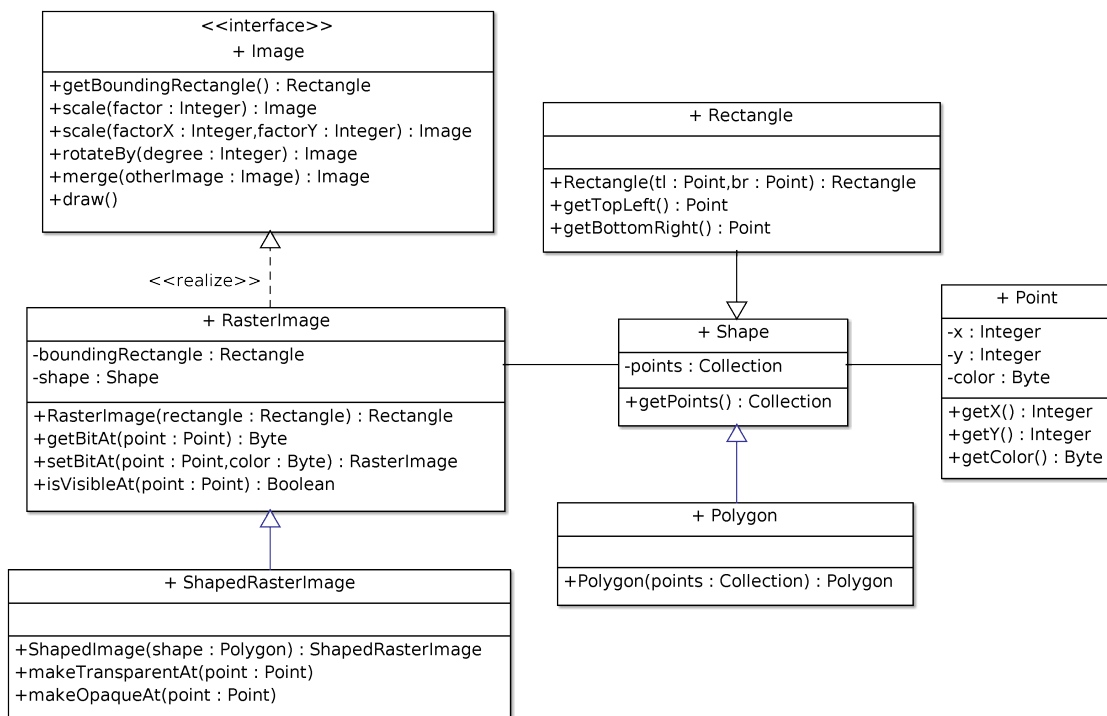 <<interface>>
+ Image
+getBoundingRectangle() : Rectangle
+scale(factor : Integer) : Image
+scale(factorX : Integer,factorY : Integer) : Image
+rotateBy(degree : Integer) : Image
+merge(otherImage : Image) : Image
+draw()
<<realize>>
+ RasterImage
-boundingRectangle : Rectangle
-shape : Shape
+RasterImage(rectangle : Rectangle) : Rectangle
+getBitAt(point : Point) : Byte
+setBitAt(point : Point,color : Byte) : RasterImage
+isVisibleAt(point : Point) : Boolean
+ ShapedRasterImage
+ShapedImage(shape : Polygon) : ShapedRasterImage
+makeTransparentAt(point : Point)
+makeOpaqueAt(point : Point)
+ Rectangle
+Rectangle(tl : Point,br : Point) : Rectangle
+getTopLeft() : Point
+getBottomRight() : Point
+ Shape
-points : Collection
+getPoints() : Collection
+ Polygon
+Polygon(points : Collection) : Polygon
+ Point
-x : Integer
-y : Integer
-color : Byte
+getX() : Integer
+getY() : Integer
+getColor() : Byte